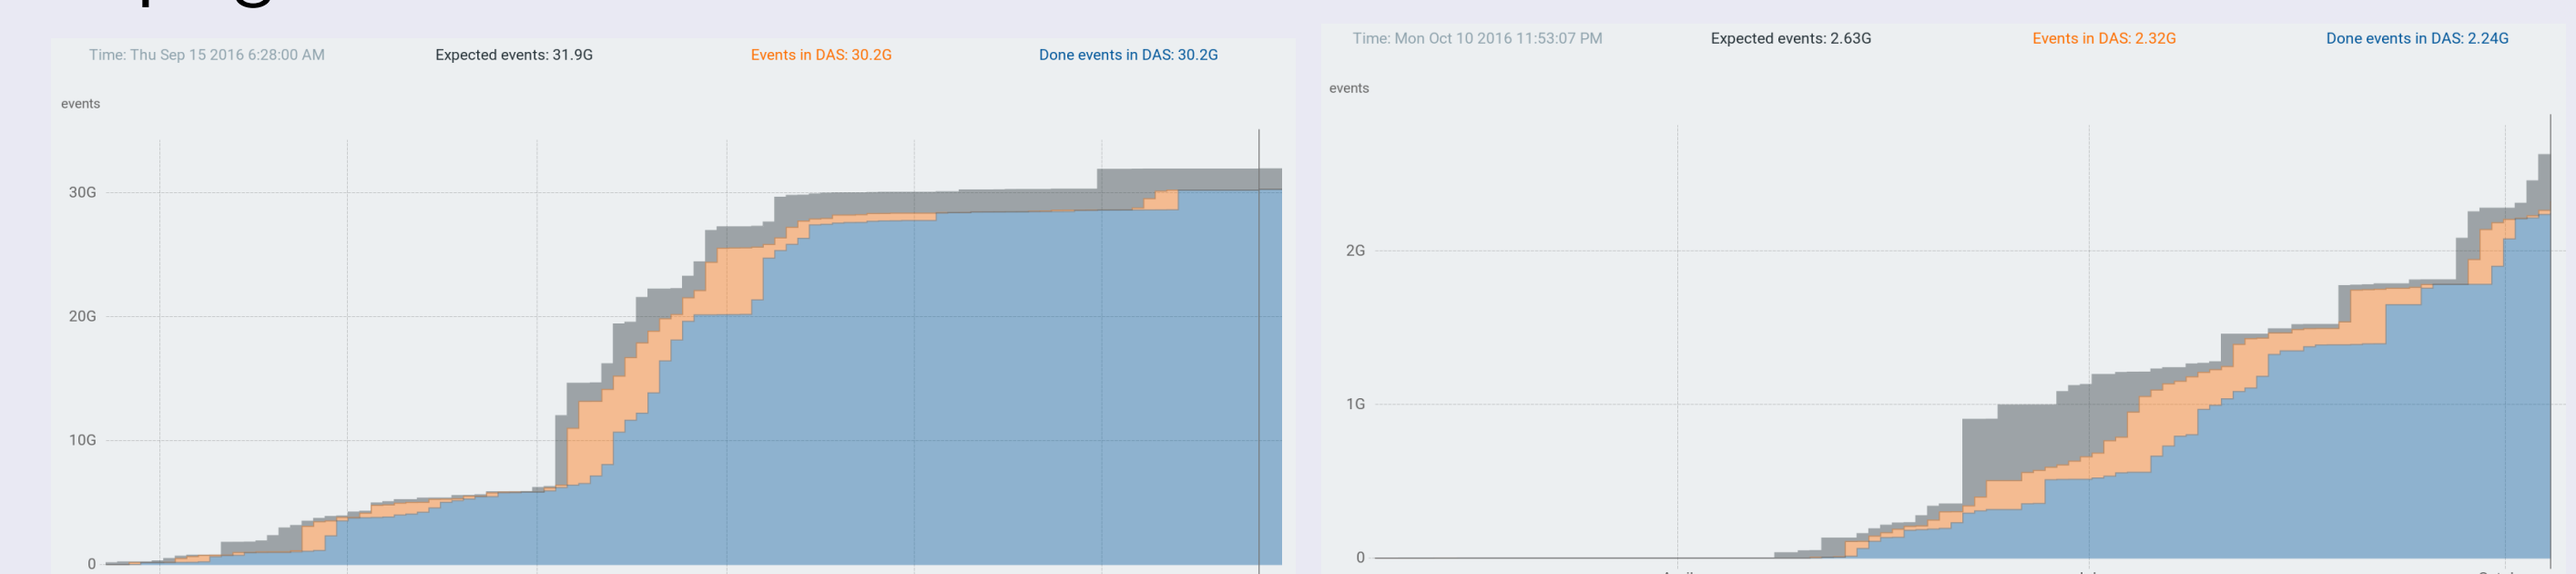 Time: Thu Sep 15 2016 6:28:00 AM Expected events: 31.9G Events in DAS: 30.2G Done events in DAS: 30.2G
events
30G
20G
10G
0
Time: Mon Oct 10 2016 11:53:07 PM Expected events: 2.63G Events in DAS: 2.32G Done events in DAS: 2.24G
events
2G
1G
0